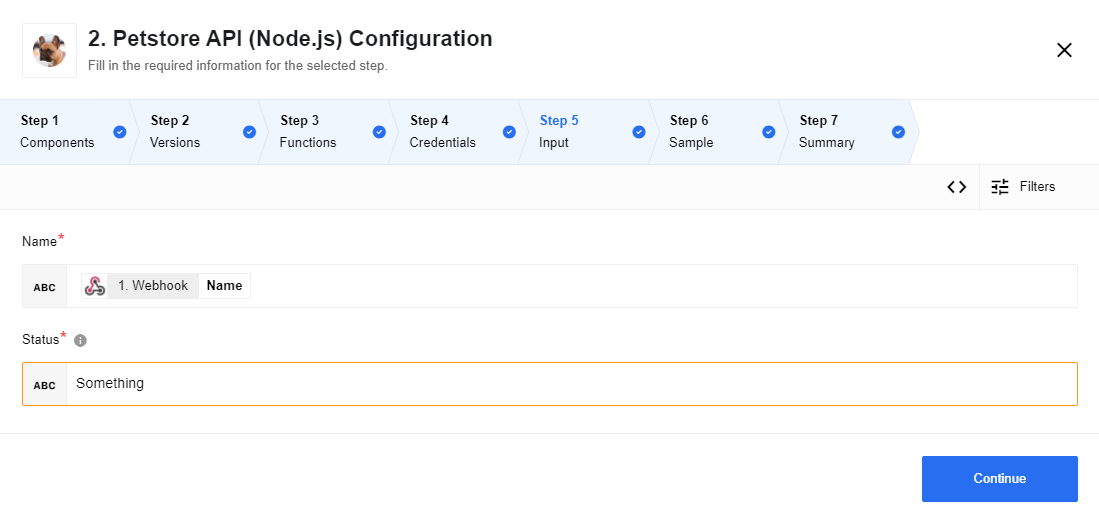 2. Petstore API (Node.js) Configuration
Fill in the required information for the selected step.
Step 1
Components
Step 2
Versions
Step 3
Functions
Step 4
Credentials
Step 5
Input
Step 6
Sample
Step 7
Summary
Filters
Name*
ABC 1. Webhook Name
Status*
ABC Something
Continue